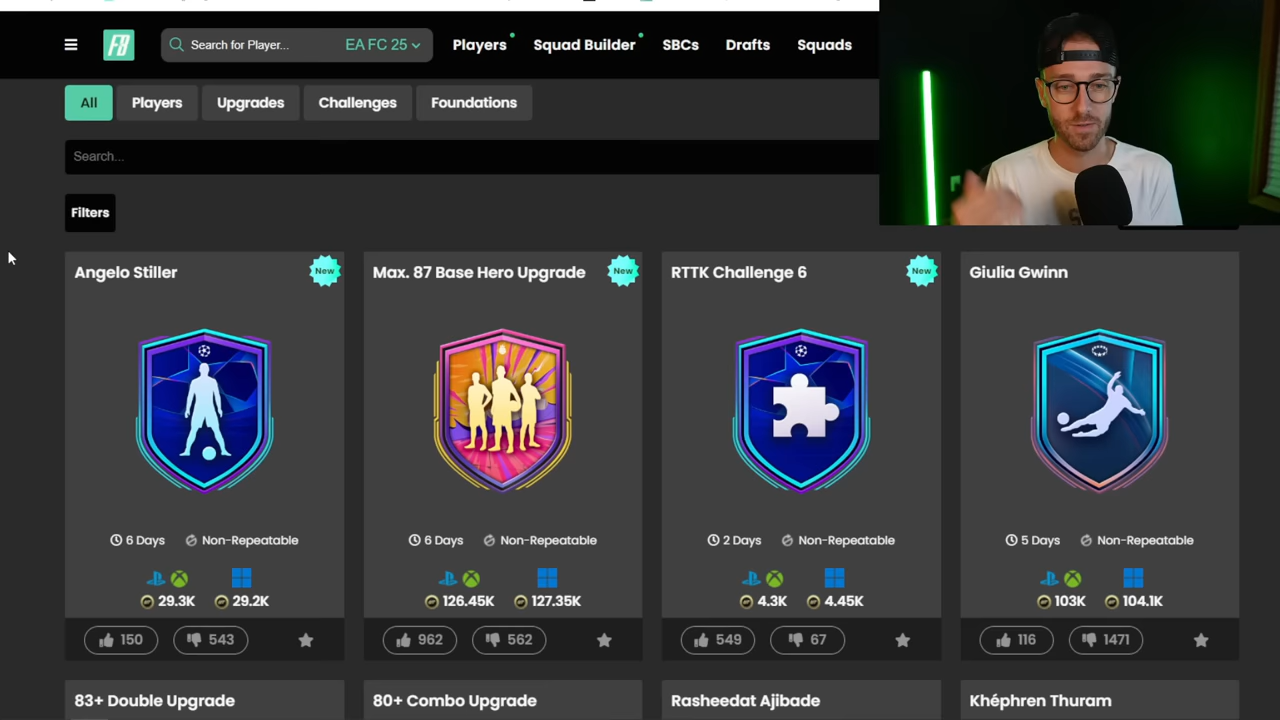 FB
Search for Player...
EA FC 25
Players
Squad Builder
SBCs
Drafts
Squads
All
Players
Upgrades
Challenges
Foundations
Search...
Filters
Angelo Stiller
New
Max. 87 Base Hero Upgrade
New
RTTK Challenge 6
New
Giulia Gwinn
6 Days
Non-Repeatable
6 Days
Non-Repeatable
2 Days
Non-Repeatable
5 Days
Non-Repeatable
29.3K
29.2K
126.45K
127.35K
4.3K
4.45K
103K
104.1K
150
543
962
562
549
67
116
1471
83+ Double Upgrade
80+ Combo Upgrade
Rasheedat Ajibade
Khéphren Thuram